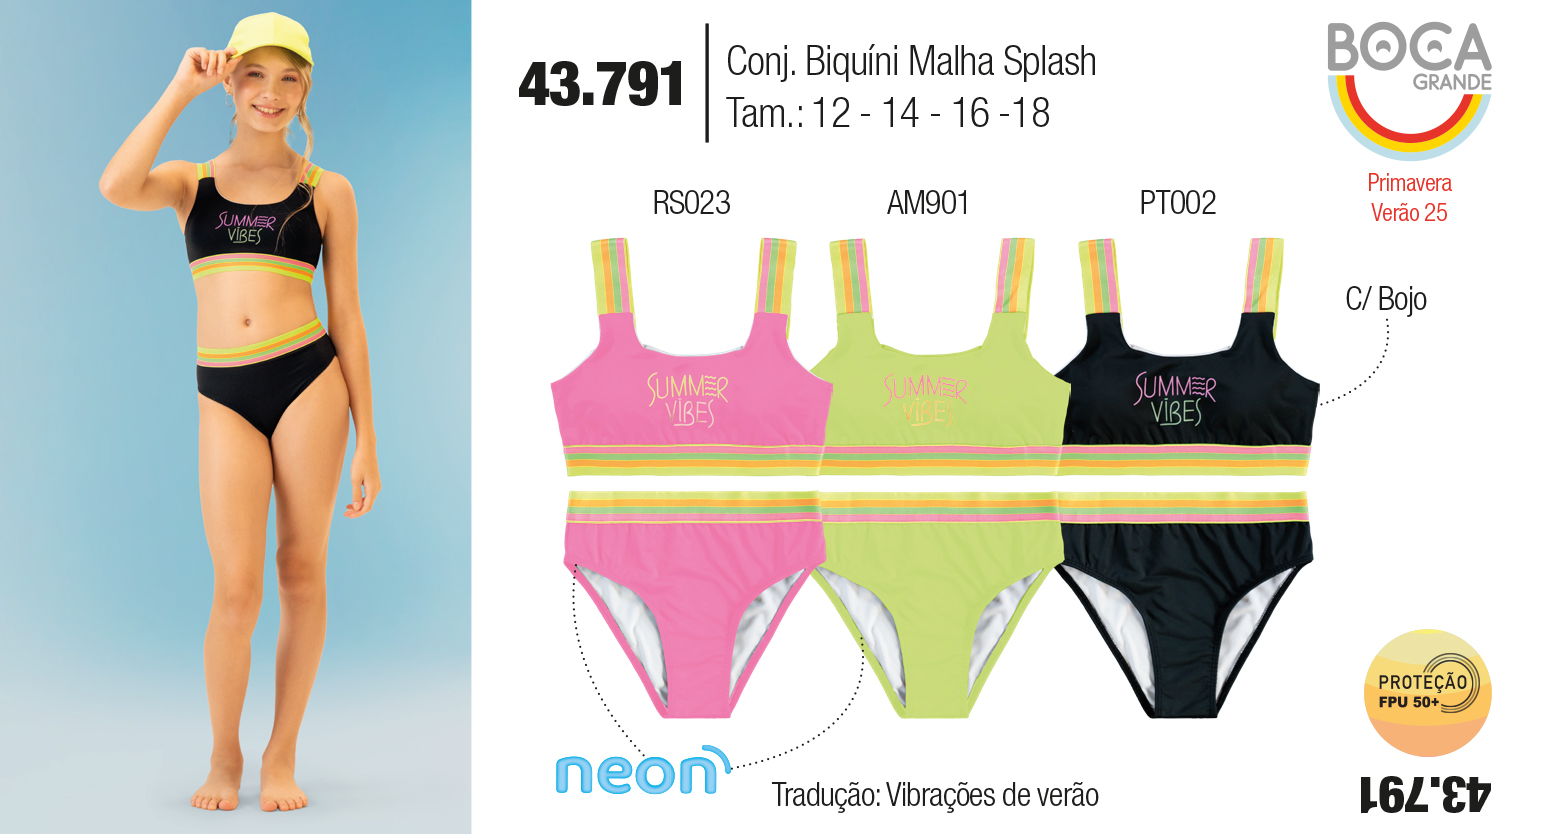 43.791
Conj. Biquíni Malha Splash
Tam.: 12 - 14 - 16 -18
BOCA
GRANDE
Primavera
Verão 25
RS023
AM901
PT002
C/ Bojo
SUMMER
VIBES
SUMMER
VIBES
SUMMER
VIBES
SUMMER
VIBES
PROTEÇÃO
FPU 50+
neon
Tradução: Vibrações de verão
43.791